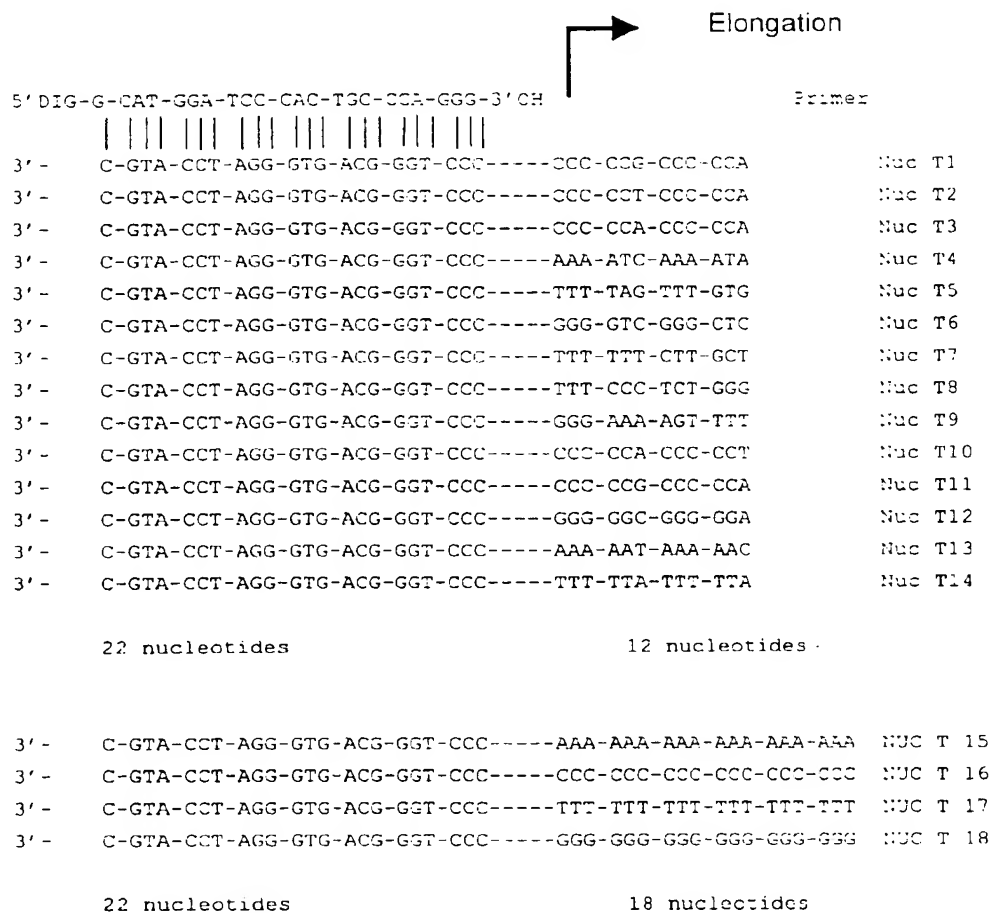 Elongation
5'DIG-G-CAT-GGA-TCC-CAC-TGC-CCA-GGG-3'OH Primer
3'- C-GTA-CCT-AGG-GTG-ACG-GGT-CCC-----CCC-CCG-CCC-CCA Nuc T1
3'- C-GTA-CCT-AGG-GTG-ACG-GGT-CCC-----CCC-CCT-CCC-CCA Nuc T2
3'- C-GTA-CCT-AGG-GTG-ACG-GGT-CCC-----CCC-CCA-CCC-CCA Nuc T3
3'- C-GTA-CCT-AGG-GTG-ACG-GGT-CCC-----AAA-ATC-AAA-ATA Nuc T4
3'- C-GTA-CCT-AGG-GTG-ACG-GGT-CCC-----TTT-TAG-TTT-GTG Nuc T5
3'- C-GTA-CCT-AGG-GTG-ACG-GGT-CCC-----GGG-GTC-GGG-CTC Nuc T6
3'- C-GTA-CCT-AGG-GTG-ACG-GGT-CCC-----TTT-TTT-CTT-GCT Nuc T7
3'- C-GTA-CCT-AGG-GTG-ACG-GGT-CCC-----TTT-CCC-TCT-GGG Nuc T8
3'- C-GTA-CCT-AGG-GTG-ACG-GGT-CCC-----GGG-AAA-AGT-TTT Nuc T9
3'- C-GTA-CCT-AGG-GTG-ACG-GGT-CCC-----CCC-CCA-CCC-CCT Nuc T10
3'- C-GTA-CCT-AGG-GTG-ACG-GGT-CCC-----CCC-CCG-CCC-CCA Nuc T11
3'- C-GTA-CCT-AGG-GTG-ACG-GGT-CCC-----GGG-GGC-GGG-GGA Nuc T12
3'- C-GTA-CCT-AGG-GTG-ACG-GGT-CCC-----AAA-AAT-AAA-AAC Nuc T13
3'- C-GTA-CCT-AGG-GTG-ACG-GGT-CCC-----TTT-TTA-TTT-TTA Nuc T14
22 nucleotides 12 nucleotides
3'- C-GTA-CCT-AGG-GTG-ACG-GGT-CCC-----AAA-AAA-AAA-AAA-AAA-AAA NUC T 15
3'- C-GTA-CCT-AGG-GTG-ACG-GGT-CCC-----CCC-CCC-CCC-CCC-CCC-CCC NUC T 16
3'- C-GTA-CCT-AGG-GTG-ACG-GGT-CCC-----TTT-TTT-TTT-TTT-TTT-TTT NUC T 17
3'- C-GTA-CCT-AGG-GTG-ACG-GGT-CCC-----GGG-GGG-GGG-GGG-GGG-GGG NUC T 18
22 nucleotides 18 nucleotides